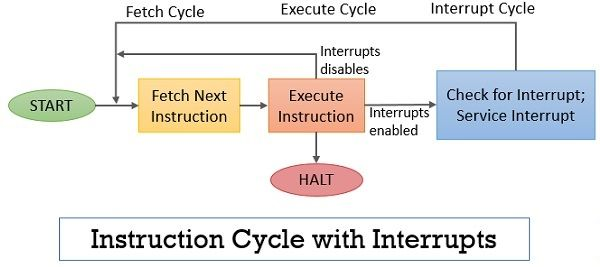 Fetch Cycle
Execute Cycle
Interrupt Cycle
Interrupts
disables
START
Fetch Next
Instruction
Execute
Instruction
Interrupts
enabled
Check for Interrupt;
Service Interrupt
HALT
Instruction Cycle with Interrupts